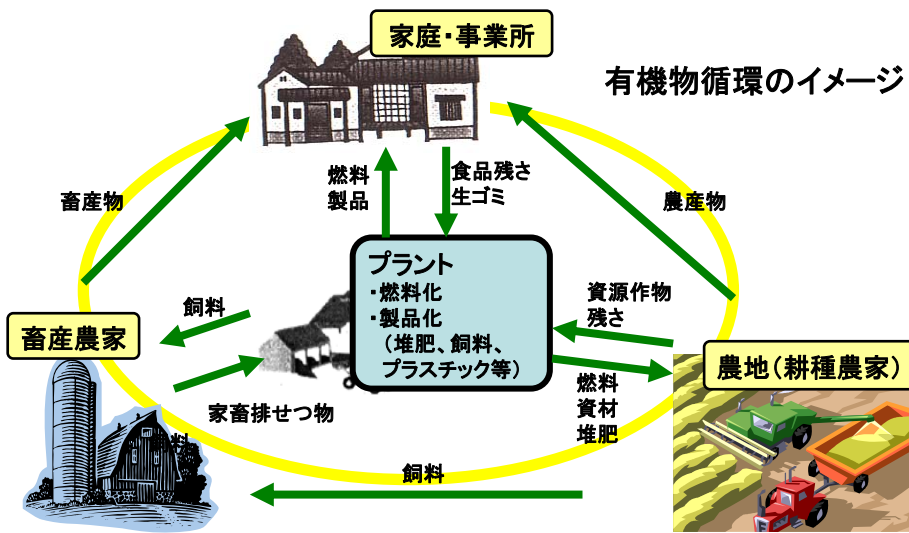 家庭・事業所
有機物循環のイメージ
燃料
製品
食品残さ
生ゴミ
畜産物
農産物
プラント
・燃料化
・製品化
（堆肥、飼料、
プラスチック等）
飼料
資源作物
残さ
畜産農家
農地（耕種農家）
家畜排せつ物
燃料
資材
堆肥
料
飼料